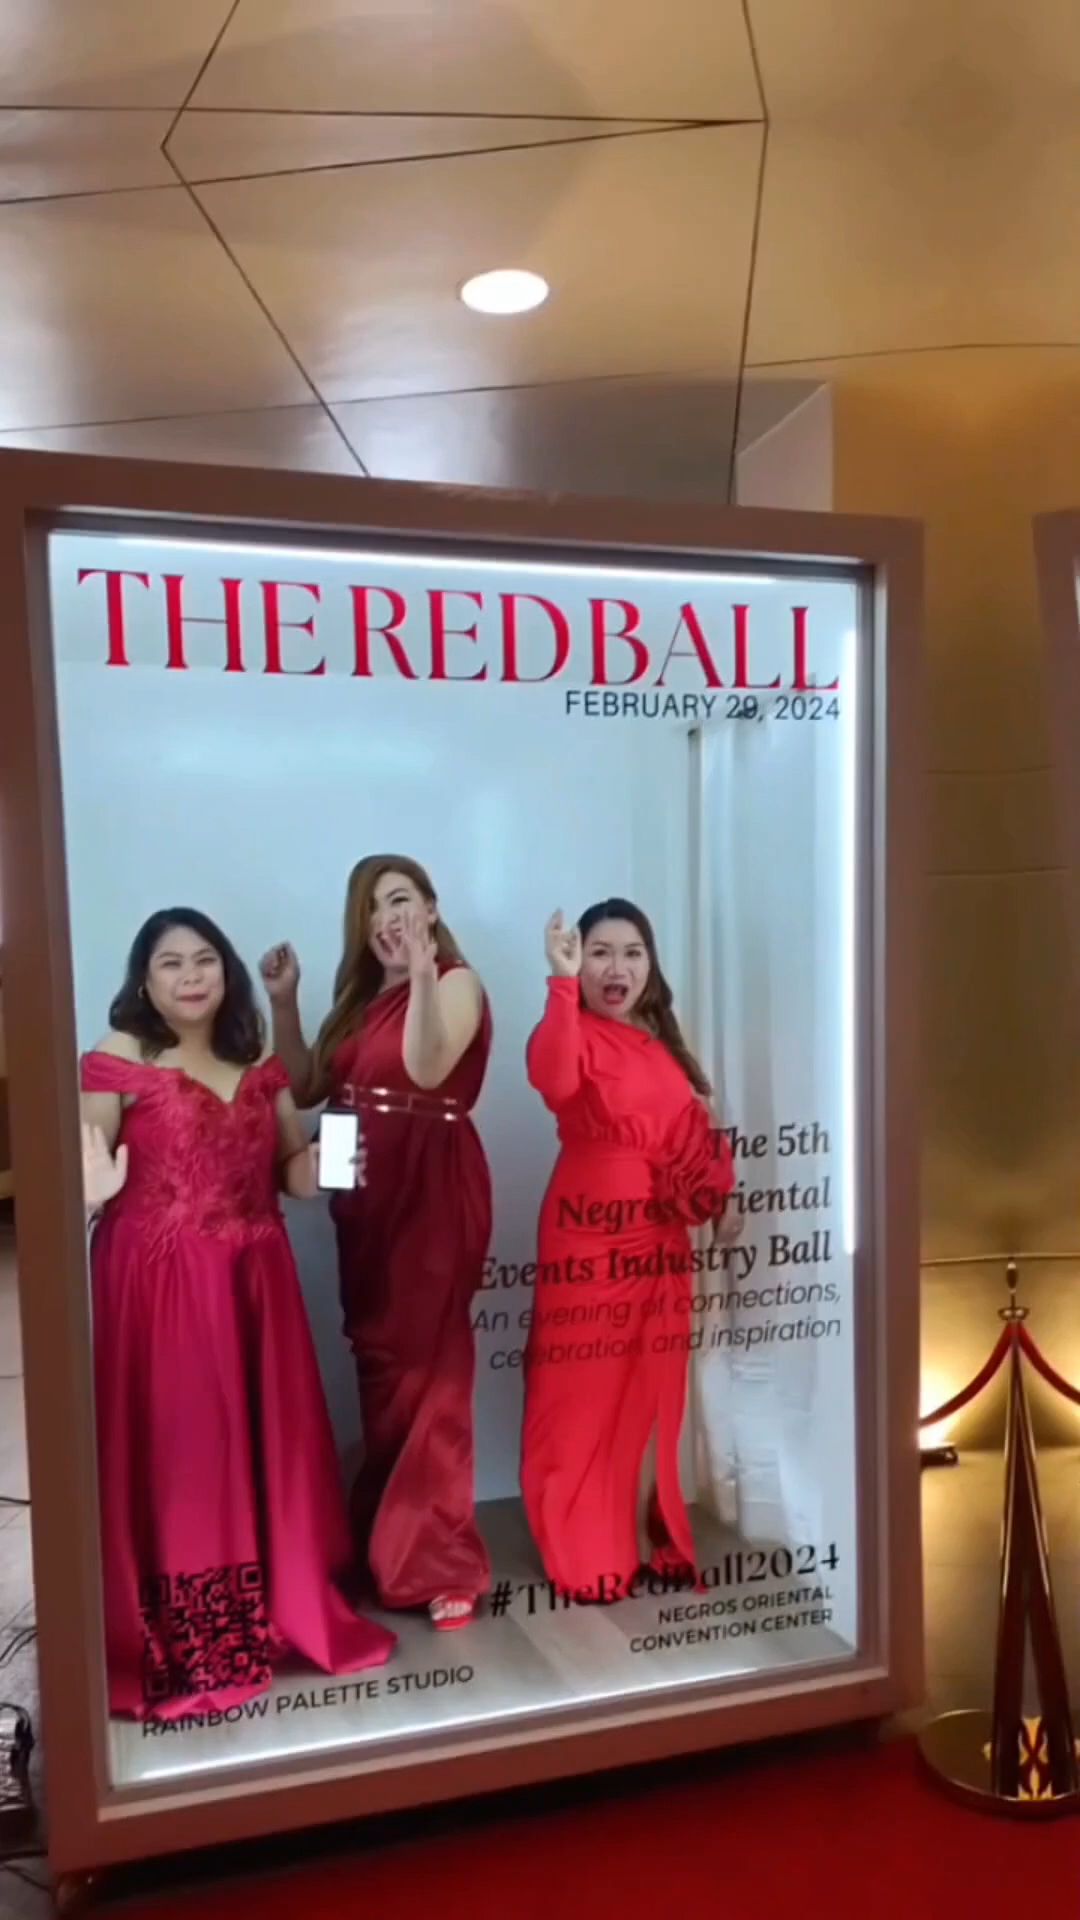 THE RED BALL
FEBRUARY 29, 2024
The 5th
Negros Oriental
Events Industry Ball
An evening of connections,
celebration and inspiration
#TheRedBall2024
NEGROS ORIENTAL
CONVENTION CENTER
RAINBOW PALETTE STUDIO